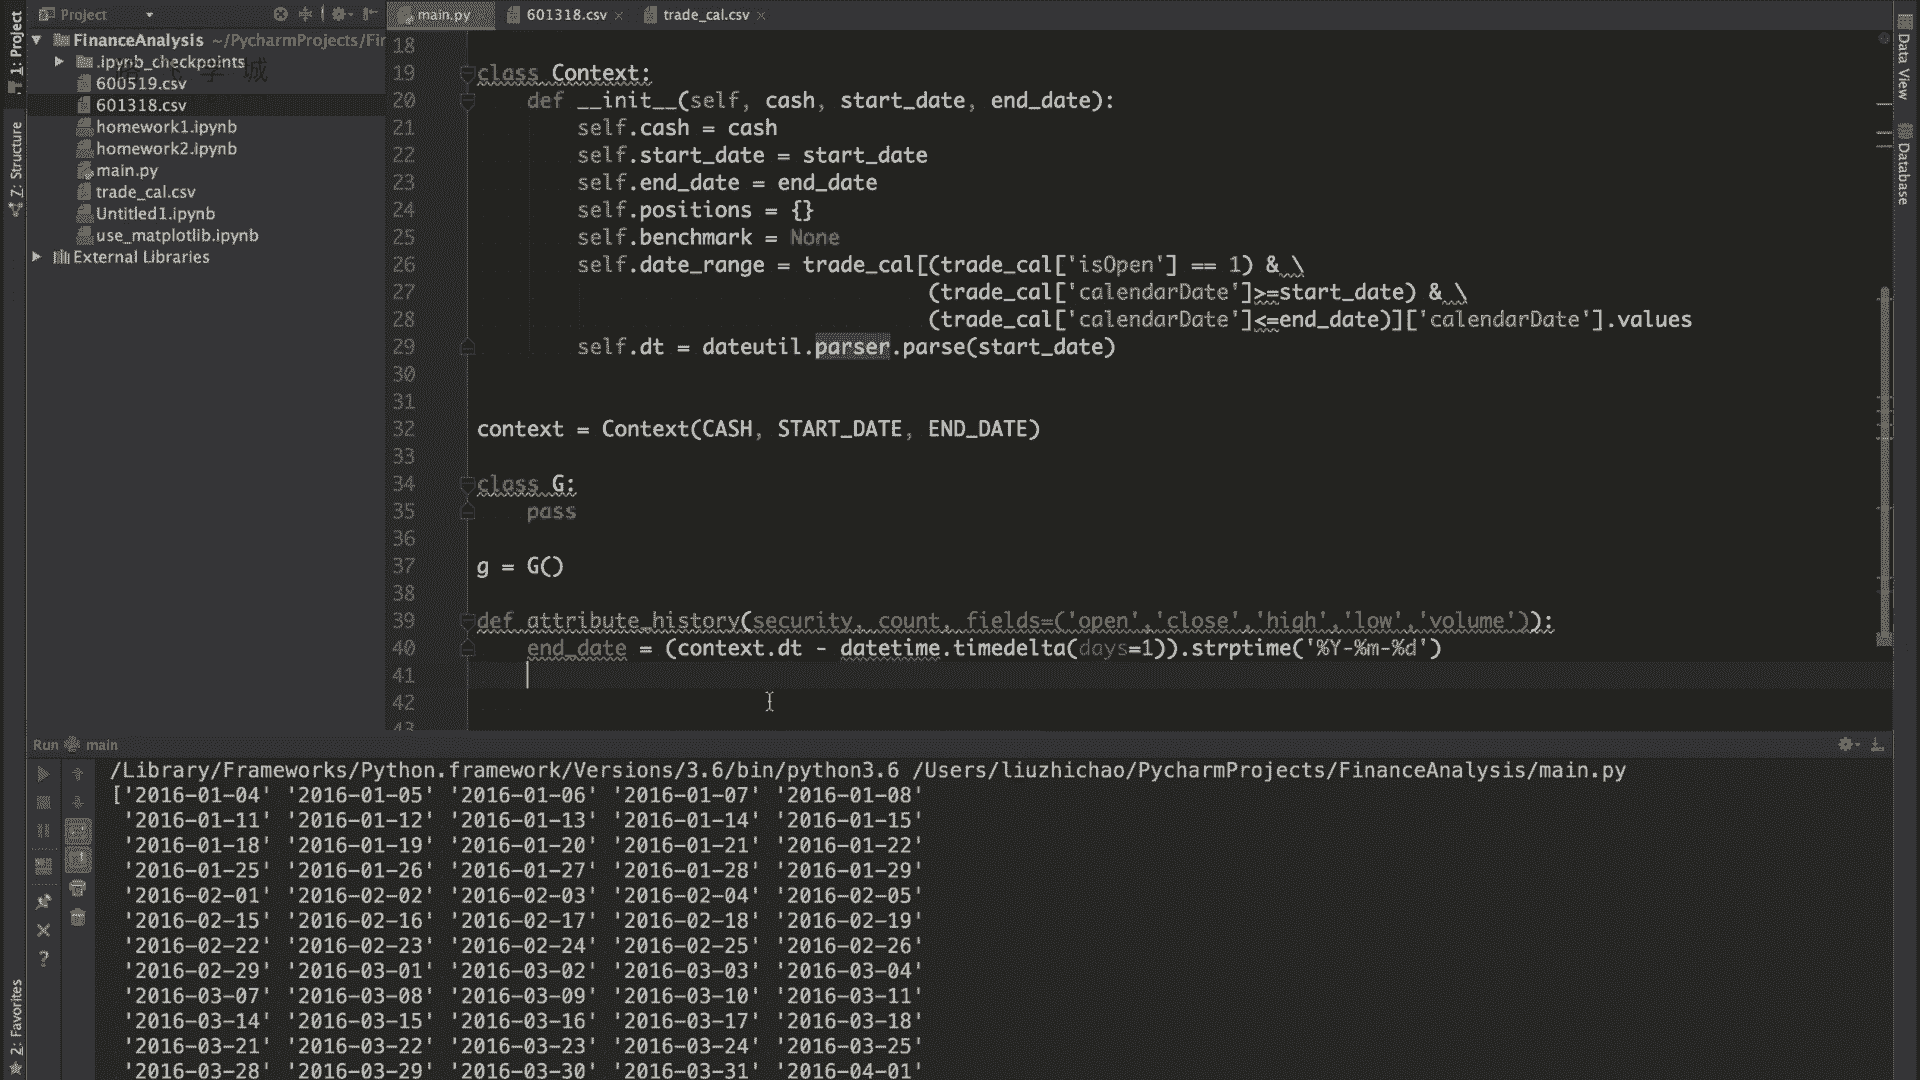 Project
main.py
601318.csv
trade_cal.csv
1: Project
Z: Structure
2: Favorites
Data View
Database
FinanceAnalysis ~/PycharmProjects/Fir
.ipynb_checkpoints
600519.csv
601318.csv
homework1.ipynb
homework2.ipynb
main.py
trade_cal.csv
Untitled1.ipynb
use_matplotlib.ipynb
External Libraries
18
19 class Context:
20 def __init__(self, cash, start_date, end_date):
21 self.cash = cash
22 self.start_date = start_date
23 self.end_date = end_date
24 self.positions = {}
25 self.benchmark = None
26 self.date_range = trade_cal[(trade_cal['isOpen'] == 1) & \
27 (trade_cal['calendarDate']>=start_date) & \
28 (trade_cal['calendarDate']<=end_date)]['calendarDate'].values
29 self.dt = dateutil.parser.parse(start_date)
30
31
32 context = Context(CASH, START_DATE, END_DATE)
33
34 class G:
35 pass
36
37 g = G()
38
39 def attribute_history(security, count, fields=('open','close','high','low','volume')):
40 end_date = (context.dt - datetime.timedelta(days=1)).strptime('%Y-%m-%d')
41
42
43
Run main
/Library/Frameworks/Python.framework/Versions/3.6/bin/python3.6 /Users/liuzhichao/PycharmProjects/FinanceAnalysis/main.py
['2016-01-04' '2016-01-05' '2016-01-06' '2016-01-07' '2016-01-08'
'2016-01-11' '2016-01-12' '2016-01-13' '2016-01-14' '2016-01-15'
'2016-01-18' '2016-01-19' '2016-01-20' '2016-01-21' '2016-01-22'
'2016-01-25' '2016-01-26' '2016-01-27' '2016-01-28' '2016-01-29'
'2016-02-01' '2016-02-02' '2016-02-03' '2016-02-04' '2016-02-05'
'2016-02-15' '2016-02-16' '2016-02-17' '2016-02-18' '2016-02-19'
'2016-02-22' '2016-02-23' '2016-02-24' '2016-02-25' '2016-02-26'
'2016-02-29' '2016-03-01' '2016-03-02' '2016-03-03' '2016-03-04'
'2016-03-07' '2016-03-08' '2016-03-09' '2016-03-10' '2016-03-11'
'2016-03-14' '2016-03-15' '2016-03-16' '2016-03-17' '2016-03-18'
'2016-03-21' '2016-03-22' '2016-03-23' '2016-03-24' '2016-03-25'
'2016-03-28' '2016-03-29' '2016-03-30' '2016-03-31' '2016-04-01'